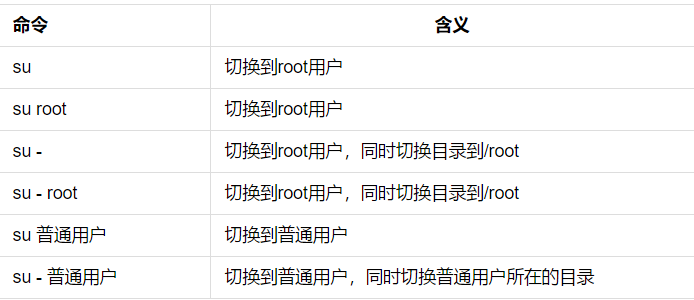 命令 含义
su 切换到root用户
su root 切换到root用户
su - 切换到root用户，同时切换目录到/root
su - root 切换到root用户，同时切换目录到/root
su 普通用户 切换到普通用户
su - 普通用户 切换到普通用户，同时切换普通用户所在的目录